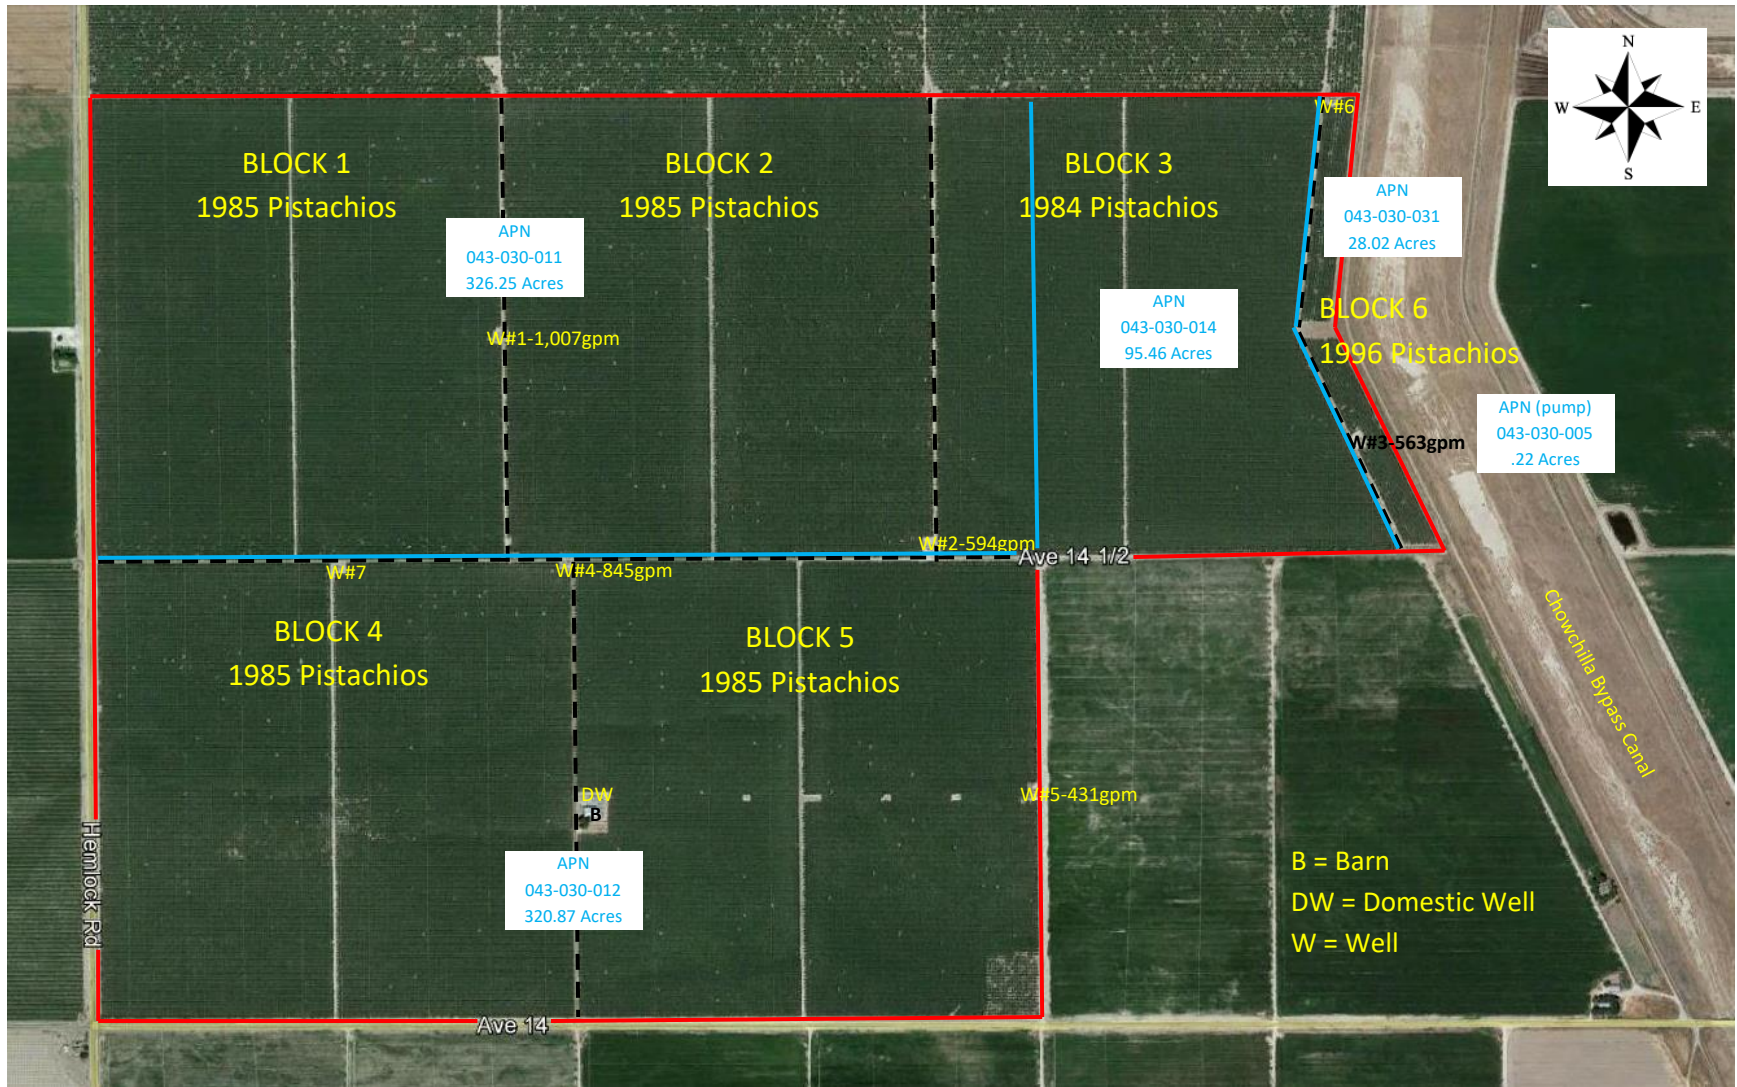 N
W
E
S
W#6
BLOCK 1
1985 Pistachios
BLOCK 2
1985 Pistachios
BLOCK 3
1984 Pistachios
APN
043-030-031
28.02 Acres
APN
043-030-011
326.25 Acres
APN
043-030-014
95.46 Acres
BLOCK 6
1996 Pistachios
W#1-1,007gpm
APN (pump)
043-030-005
.22 Acres
W#3-563gpm
W#2-594gpm
Ave 14 1/2
W#7
W#4-845gpm
BLOCK 4
1985 Pistachios
BLOCK 5
1985 Pistachios
Chowchilla Bypass Canal
DW
B
W#5-431gpm
Hemlock Rd
APN
043-030-012
320.87 Acres
B = Barn
DW = Domestic Well
W = Well
Ave 14